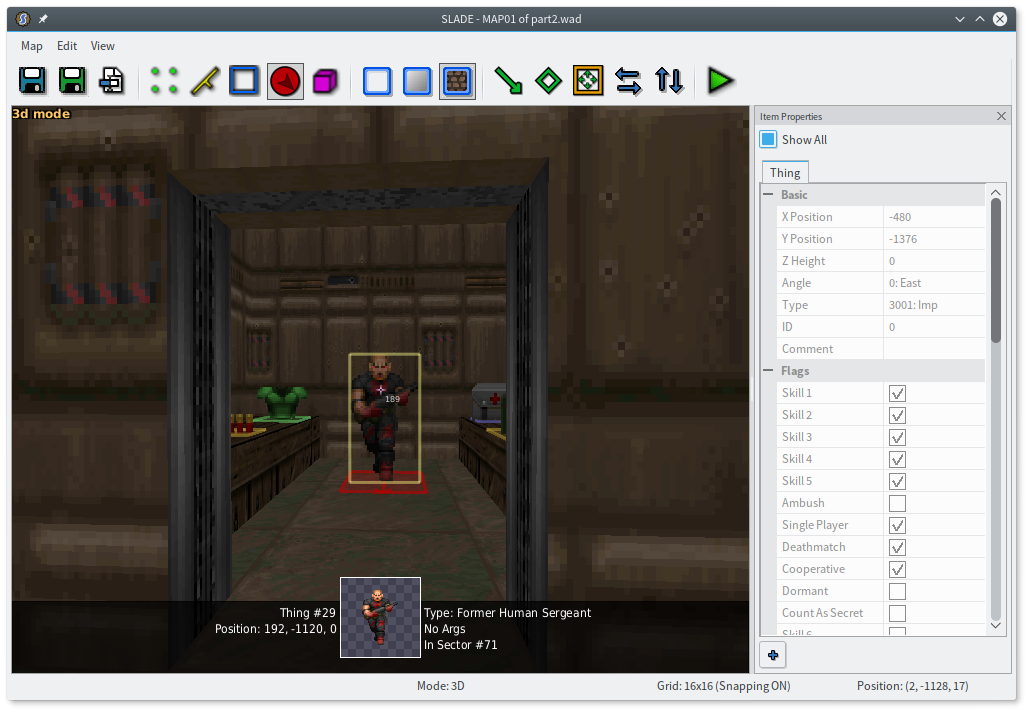 SLADE - MAP01 of part2.wad
Map Edit View
3d mode
Item Properties
Show All
Thing
Basic
X Position -480
Y Position -1376
Z Height 0
Angle 0: East
Type 3001: Imp
ID 0
Comment
Flags
Skill 1
Skill 2
Skill 3
Skill 4
Skill 5
Ambush
Single Player
Deathmatch
Cooperative
Dormant
Count As Secret
Skill 6
189
Thing #29
Position: 192, -1120, 0
Type: Former Human Sergeant
No Args
In Sector #71
Mode: 3D
Grid: 16x16 (Snapping ON)
Position: (2, -1128, 17)